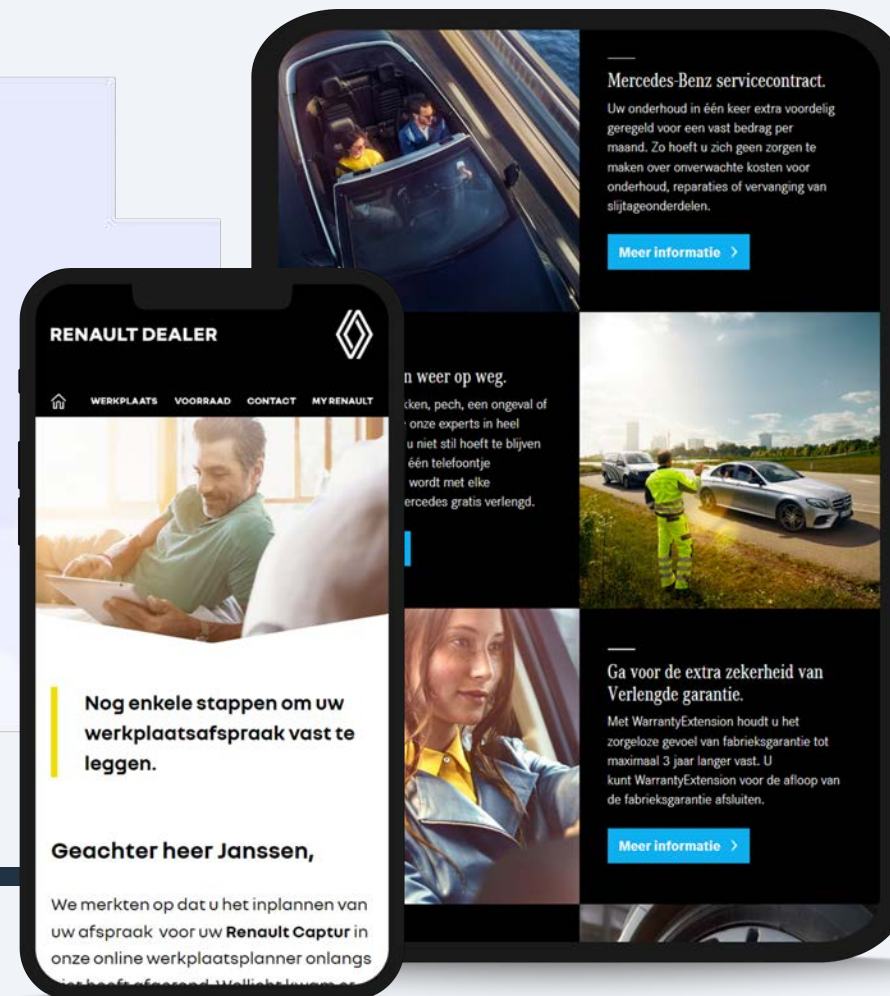 Mercedes-Benz servicecontract.
Uw onderhoud in één keer extra voordelig
geregeld voor een vast bedrag per
maand. Zo hoeft u zich geen zorgen te
maken over onverwachte kosten voor
onderhoud, reparaties of vervanging van
slijtageonderdelen.
Meer informatie
weer op weg.
pech, een ongeval of
onze experts in heel
u niet stil hoeft te blijven
één telefoontje
wordt met elke
gratis verlengd.
Ga voor de extra zekerheid van
Verlengde garantie.
Met WarrantyExtension houdt u het
zorgeloze gevoel van fabrieksgarantie tot
maximaal 3 jaar langer vast. U
kunt WarrantyExtension voor de afloop van
de fabrieksgarantie afsluiten.
Meer informatie
RENAULT DEALER
WERKPLAATS VOORRAAD CONTACT MY RENAULT
Nog enkele stappen om uw
werkplaatsafspraak vast te
leggen.
Geachter heer Janssen,
We merkten op dat u het inplannen van
uw afspraak voor uw Renault Captur in
onze online werkplaatsplanner onlangs